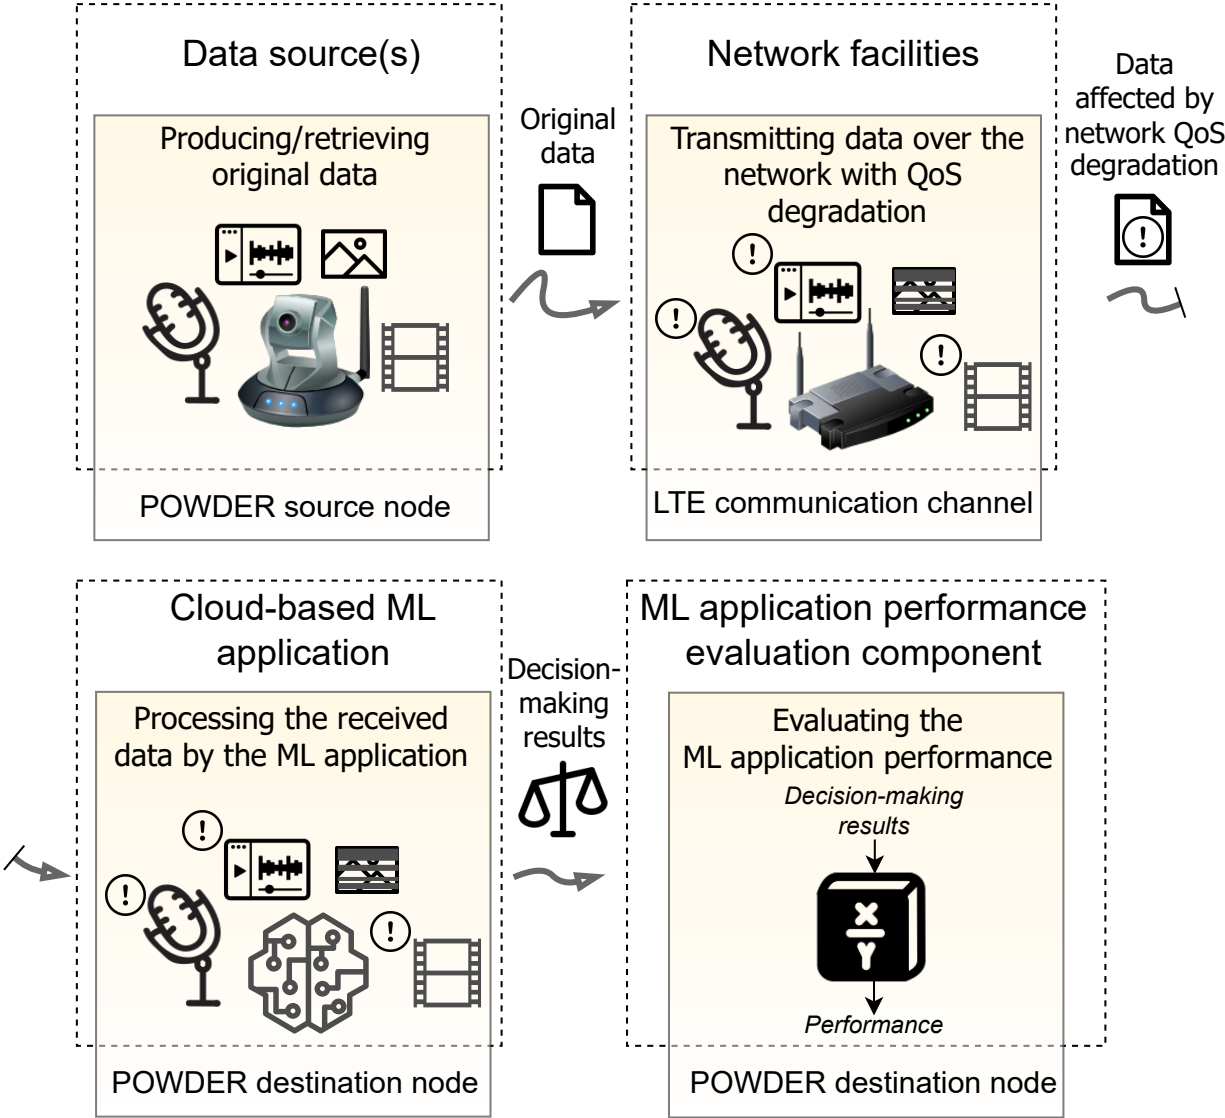 Data source(s)
Producing/retrieving
original data
POWDER source node
Original
data
Network facilities
Transmitting data over the
network with QoS
degradation
LTE communication channel
Data
affected by
network QoS
degradation
Cloud-based ML
application
Processing the received
data by the ML application
POWDER destination node
Decision-
making
results
ML application performance
evaluation component
Evaluating the
ML application performance
Decision-making
results
X
Y
Performance
POWDER destination node